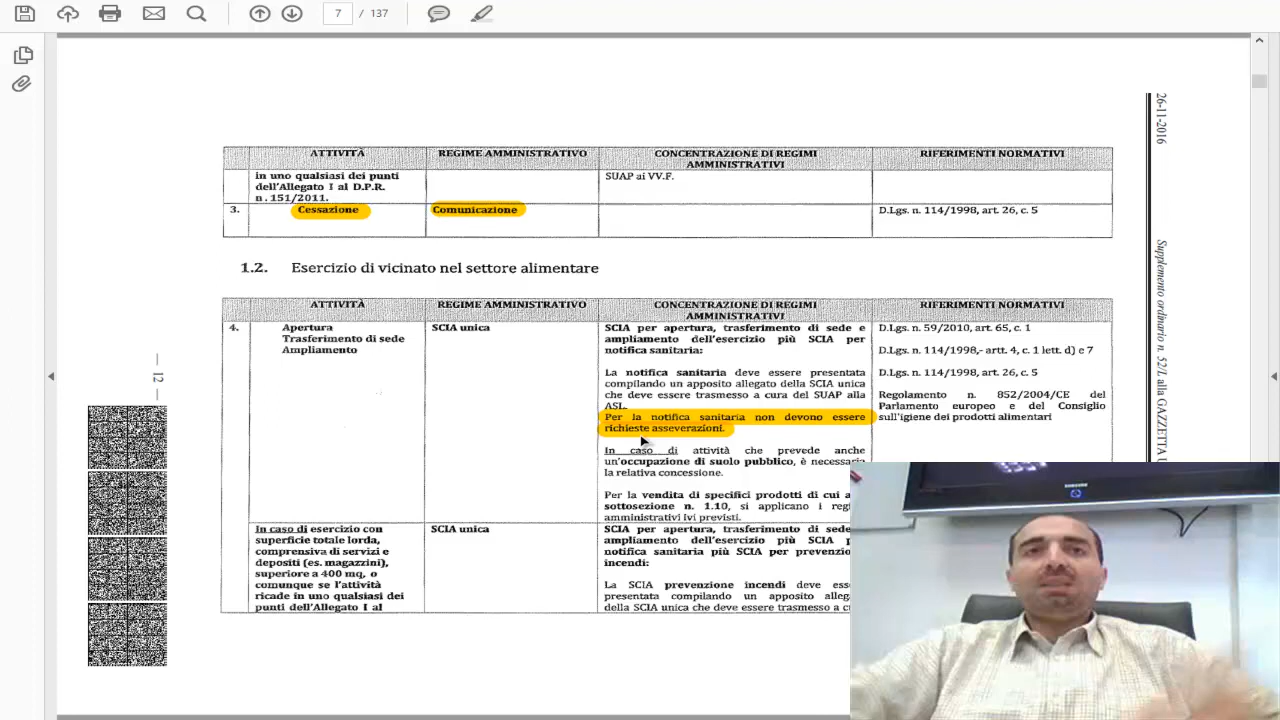 7 / 137
26-11-2016
Supplemento ordinario n. 52/L alla GAZZETTA U
— 12 —
ATTIVITÀ
REGIME AMMINISTRATIVO
CONCENTRAZIONE DI REGIMI
AMMINISTRATIVI
RIFERIMENTI NORMATIVI
in uno qualsiasi dei punti
dell'Allegato I al D.P.R.
n. 151/2011.
SUAP ai VV.F.
3.
Cessazione
Comunicazione
D.Lgs. n. 114/1998, art. 26, c. 5
1.2. Esercizio di vicinato nel settore alimentare
ATTIVITÀ
REGIME AMMINISTRATIVO
CONCENTRAZIONE DI REGIMI
AMMINISTRATIVI
RIFERIMENTI NORMATIVI
4.
Apertura
Trasferimento di sede
Ampliamento
SCIA unica
SCIA per apertura, trasferimento di sede e
ampliamento dell'esercizio più SCIA per
notifica sanitaria:
La notifica sanitaria deve essere presentata
compilando un apposito allegato della SCIA unica
che deve essere trasmesso a cura del SUAP alla
ASL.
Per la notifica sanitaria non devono essere
richieste asseverazioni.
In caso di attività che prevede anche
un'occupazione di suolo pubblico, è necessaria
la relativa concessione.
Per la vendita di specifici prodotti di cui a
sottosezione n. 1.10, si applicano i regi
amministrativi ivi previsti.
D.Lgs. n. 59/2010, art. 65, c. 1
D.Lgs. n. 114/1998,- artt. 4, c. 1 lett. d) e 7
D.Lgs. n. 114/1998, art. 26, c. 5
Regolamento n. 852/2004/CE del
Parlamento europeo e del Consiglio
sull'igiene dei prodotti alimentari
In caso di esercizio con
superficie totale lorda,
comprensiva di servizi e
depositi (es. magazzini),
superiore a 400 mq, o
comunque se l'attività
ricade in uno qualsiasi dei
punti dell'Allegato I al
SCIA unica
SCIA per apertura, trasferimento di sede
ampliamento dell'esercizio più SCIA p
notifica sanitaria più SCIA per prevenzio
incendi:
La SCIA prevenzione incendi deve esse
presentata compilando un apposito allega
della SCIA unica che deve essere trasmesso a cu
SAMSUNG